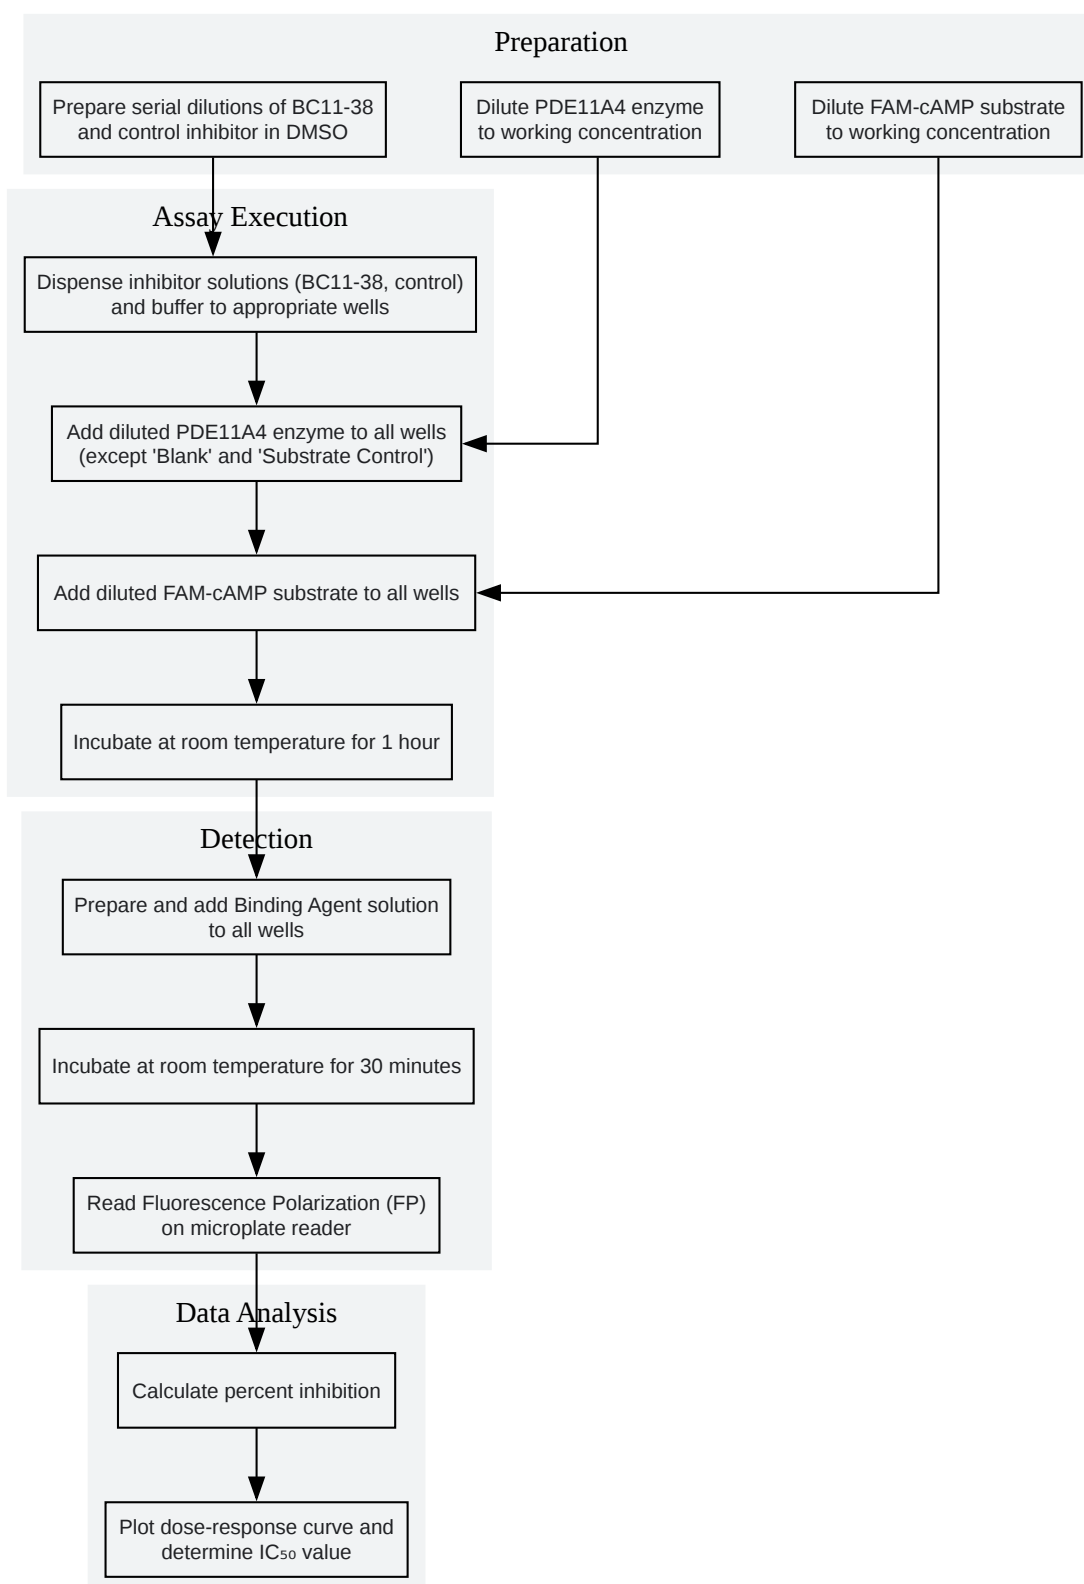 Preparation
Prepare serial dilutions of BC11-38
and control inhibitor in DMSO
Dilute PDE11A4 enzyme
to working concentration
Dilute FAM-cAMP substrate
to working concentration
Assay Execution
Dispense inhibitor solutions (BC11-38, control)
and buffer to appropriate wells
Add diluted PDE11A4 enzyme to all wells
(except 'Blank' and 'Substrate Control')
Add diluted FAM-cAMP substrate to all wells
Incubate at room temperature for 1 hour
Detection
Prepare and add Binding Agent solution
to all wells
Incubate at room temperature for 30 minutes
Read Fluorescence Polarization (FP)
on microplate reader
Data Analysis
Calculate percent inhibition
Plot dose-response curve and
determine IC₅₀ value